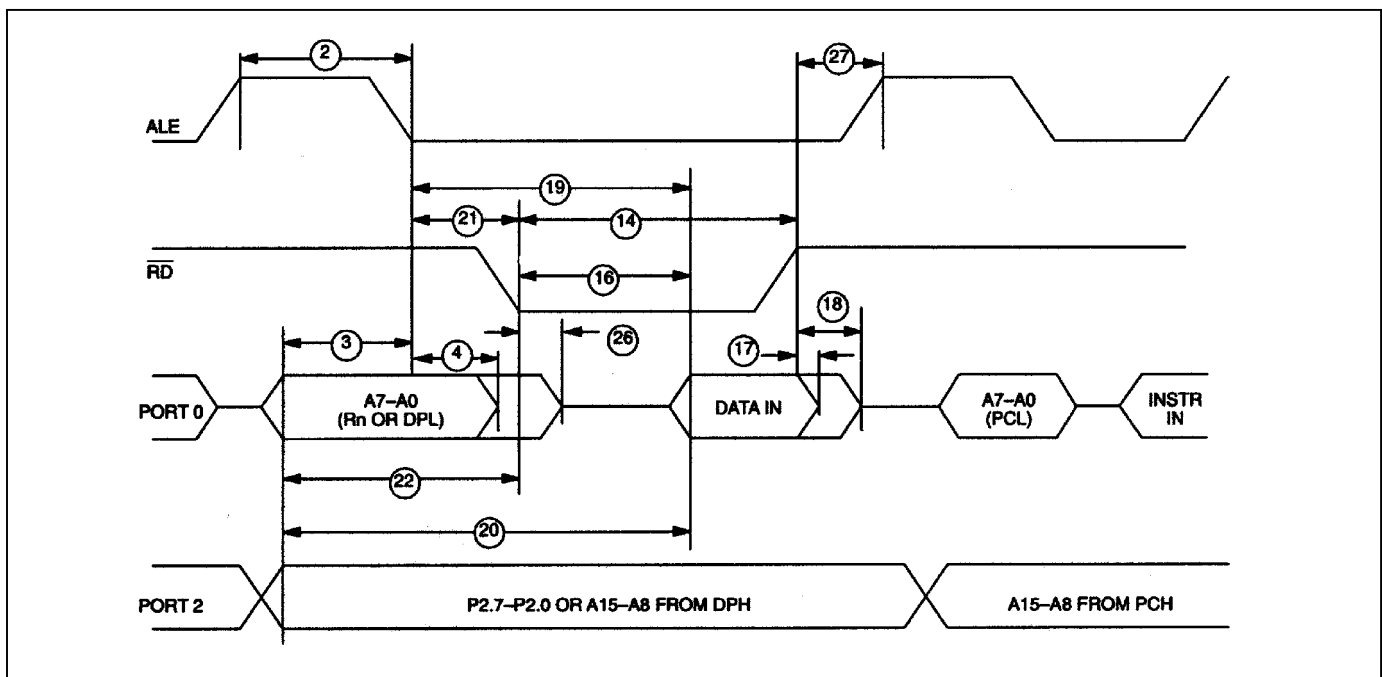 2
27
ALE
19
21
14
RD
16
18
3
4
26
17
PORT 0
A7–A0
(Rn OR DPL)
DATA IN
A7–A0
(PCL)
INSTR
IN
22
20
PORT 2
P2.7–P2.0 OR A15–A8 FROM DPH
A15–A8 FROM PCH